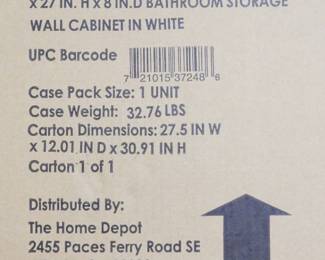 x 27 IN. H x 8 IN.D BATHROOM STORAGE
WALL CABINET IN WHITE
UPC Barcode
7 21015 37248 6
Case Pack Size: 1 UNIT
Case Weight: 32.76 LBS
Carton Dimensions: 27.5 IN W
x 12.01 IN D x 30.91 IN H
Carton 1 of 1
Distributed By:
The Home Depot
2455 Paces Ferry Road SE